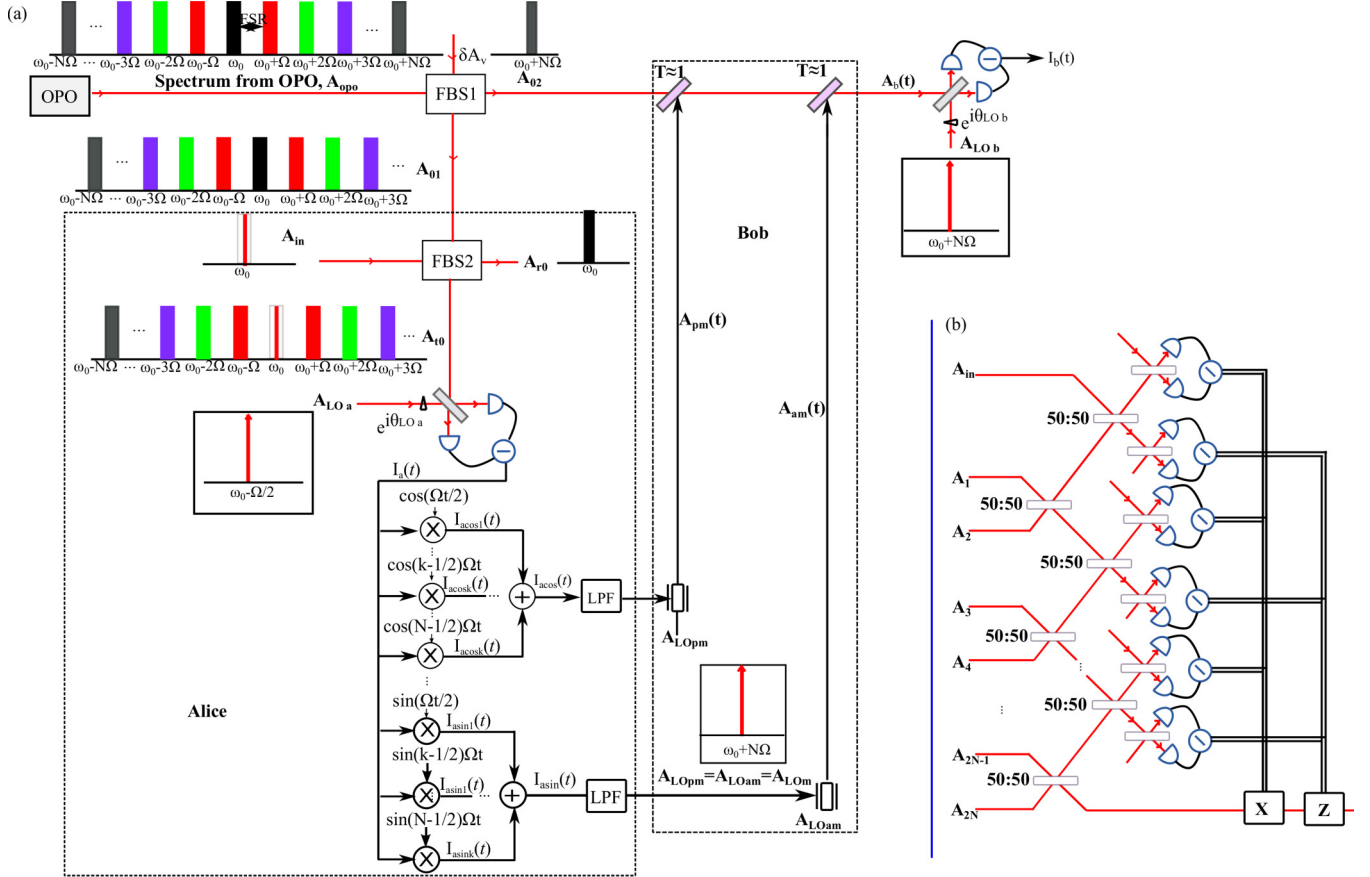 (a)
FSR
... ... 
ω₀-NΩ ... ω₀-3Ω ω₀-2Ω ω₀-Ω ω₀ ω₀+Ω ω₀+2Ω ω₀+3Ω ω₀+NΩ
δAᵥ
ω₀+NΩ
Spectrum from OPO, Aopo
A02
OPO
FBS1
T≈1
T≈1
Ab(t)
Ib(t)
e^iθLO b
ALO b
ω₀+NΩ
... ...
A01
ω₀-NΩ ... ω₀-3Ω ω₀-2Ω ω₀-Ω ω₀ ω₀+Ω ω₀+2Ω ω₀+3Ω
Ain
ω₀
FBS2
Ar0
ω₀
Bob
... ...
At0
ω₀-NΩ ... ω₀-3Ω ω₀-2Ω ω₀-Ω ω₀ ω₀+Ω ω₀+2Ω ω₀+3Ω
Apm(t)
Aam(t)
ALO a
e^iθLO a
ω₀-Ω/2
Ia(t)
cos(Ωt/2)
Iacos1(t)
cos(k-1/2)Ωt
Iacosk(t) ...
Iacos(t)
LPF
cos(N-1/2)Ωt
Iacosk(t)
ALOpm
Alice
sin(Ωt/2)
Iasin1(t)
sin(k-1/2)Ωt
Iasin1(t) ...
Iasin(t)
LPF
sin(N-1/2)Ωt
Iasink(t)
ω₀+NΩ
ALOpm=ALOam=ALOm
ALOam
(b)
Ain
50:50
A1
50:50
A2
50:50
A3
50:50
A4
...
50:50
...
A2N-1
50:50
A2N
X
Z